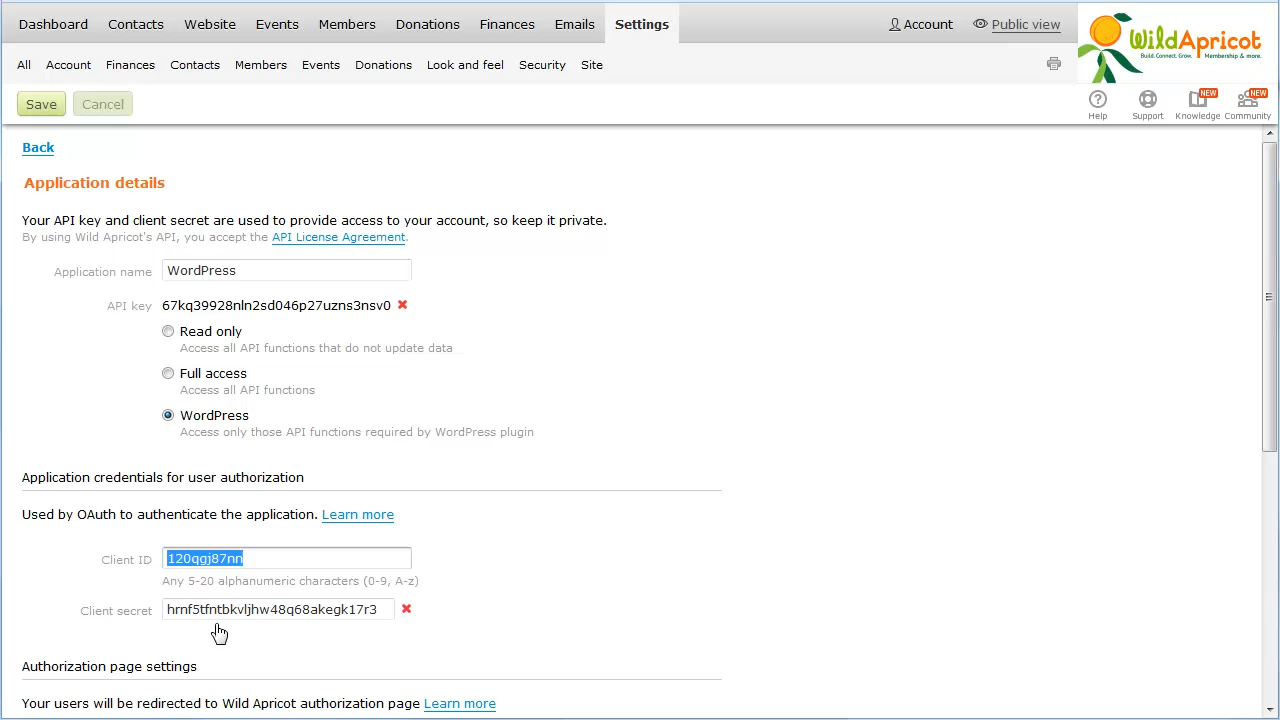 Dashboard Contacts Website Events Members Donations Finances Emails Settings Account Public view
WildApricot
Build. Connect. Grow. Membership & more.
All Account Finances Contacts Members Events Don Look feel Security Site
Save Cancel
NEW NEW
Help Support Knowledge Community
Back
Application details
Your API key and client secret are used to provide access to your account, so keep it private.
By using Wild Apricot's API, you accept the API License Agreement.
Application name WordPress
API key 67kq39928nln2sd046p27uzns3nsv0
Read only
Access all API functions that do not update data
Full access
Access all API functions
WordPress
Access only those API functions required by WordPress plugin
Application credentials for user authorization
Used by OAuth to authenticate the application. Learn more
Client ID 120qgj87nn
Any 5-20 alphanumeric characters (0-9, A-z)
Client secret hrnf5tfntbkvljhw48q68akegk17r3
Authorization page settings
Your users will be redirected to Wild Apricot authorization page Learn more